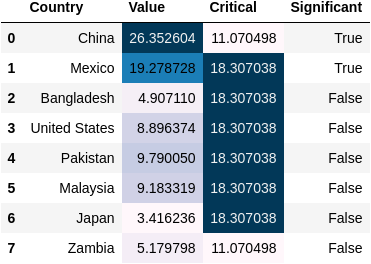 Country Value Critical Significant
0 China 26.352604 11.070498 True
1 Mexico 19.278728 18.307038 True
2 Bangladesh 4.907110 18.307038 False
3 United States 8.896374 18.307038 False
4 Pakistan 9.790050 18.307038 False
5 Malaysia 9.183319 18.307038 False
6 Japan 3.416236 18.307038 False
7 Zambia 5.179798 11.070498 False